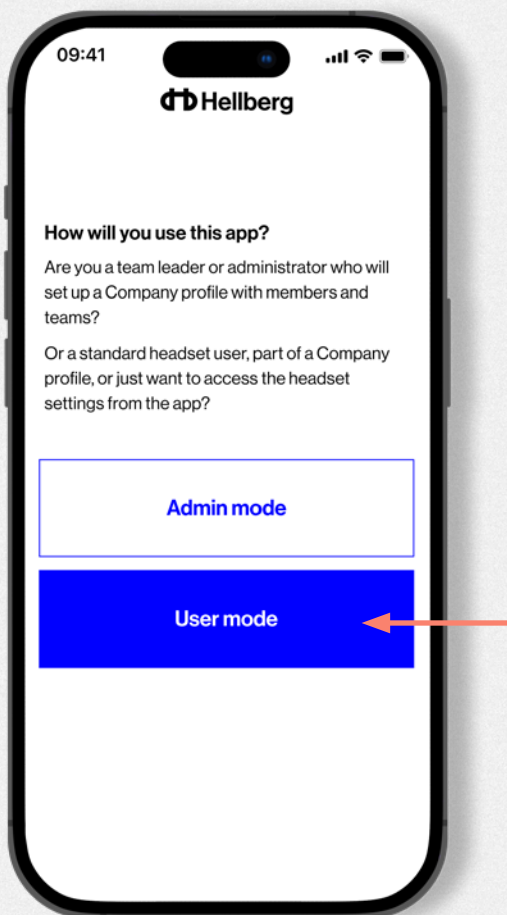 09:41
Hellberg
How will you use this app?
Are you a team leader or administrator who will
set up a Company profile with members and
teams?
Or a standard headset user, part of a Company
profile, or just want to access the headset
settings from the app?
Admin mode
User mode